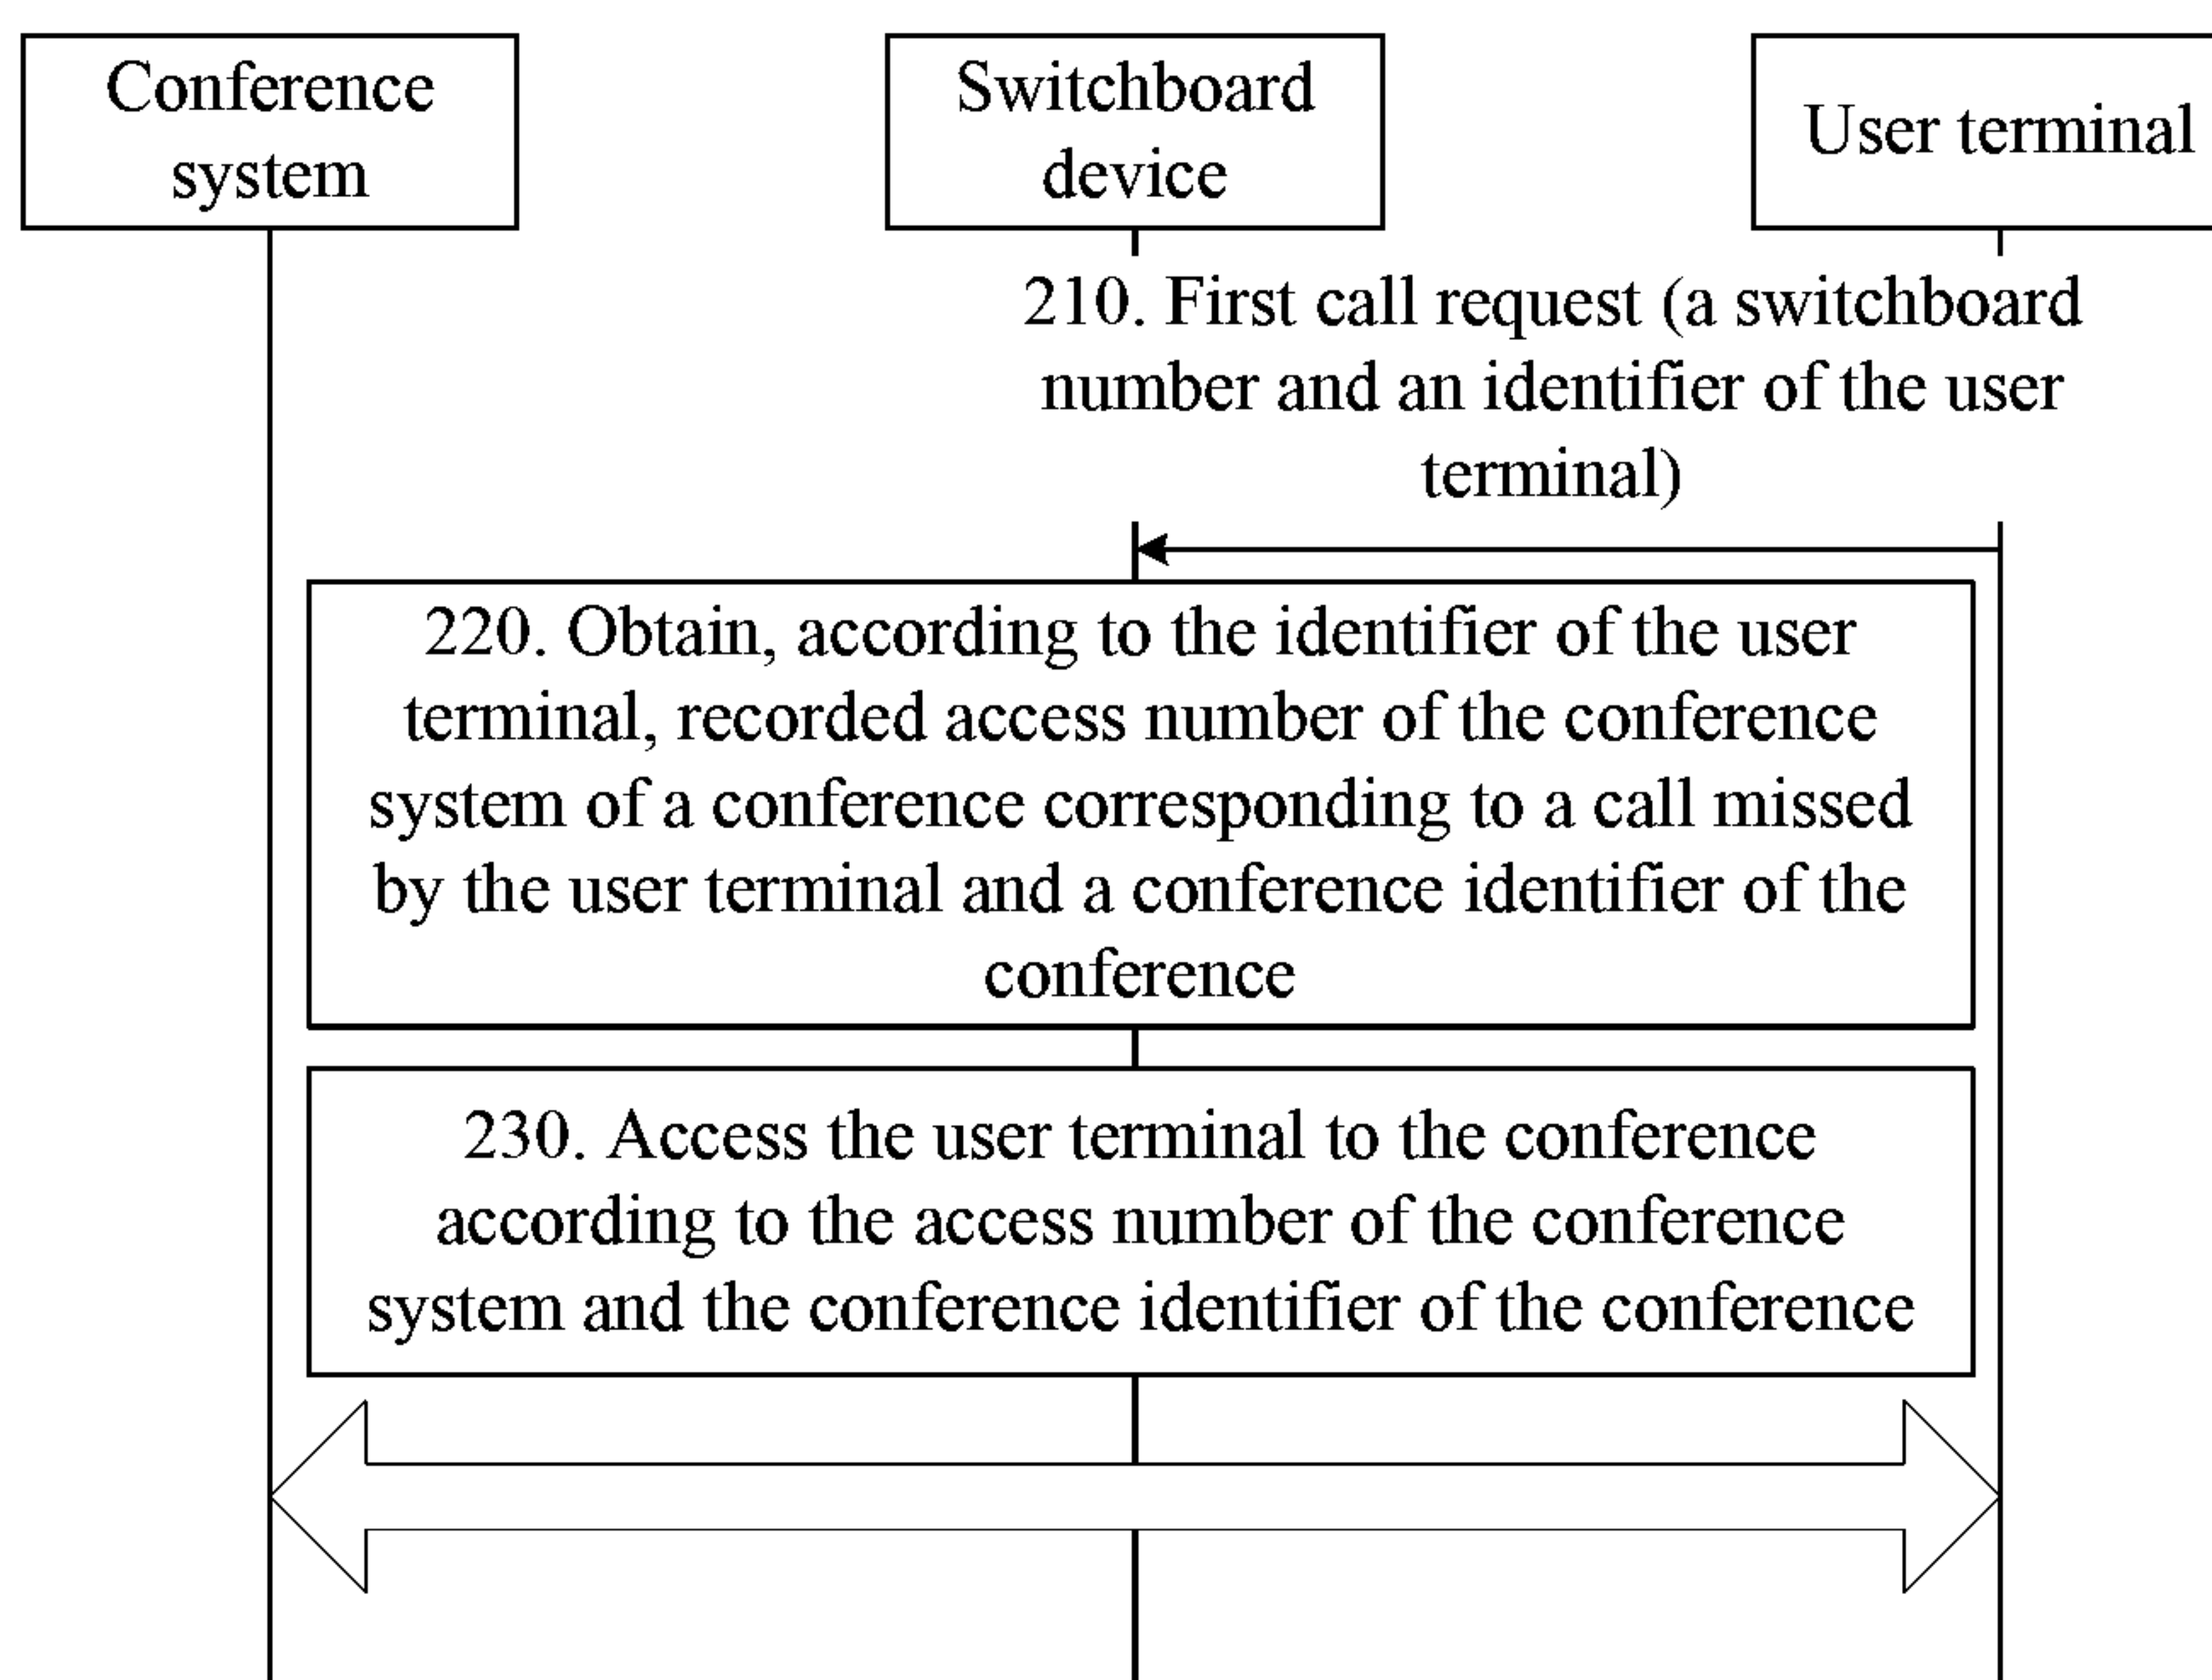 Conference
system
Switchboard
device
User terminal
210. First call request (a switchboard
number and an identifier of the user
terminal)
220. Obtain, according to the identifier of the user
terminal, recorded access number of the conference
system of a conference corresponding to a call missed
by the user terminal and a conference identifier of the
conference
230. Access the user terminal to the conference
according to the access number of the conference
system and the conference identifier of the conference